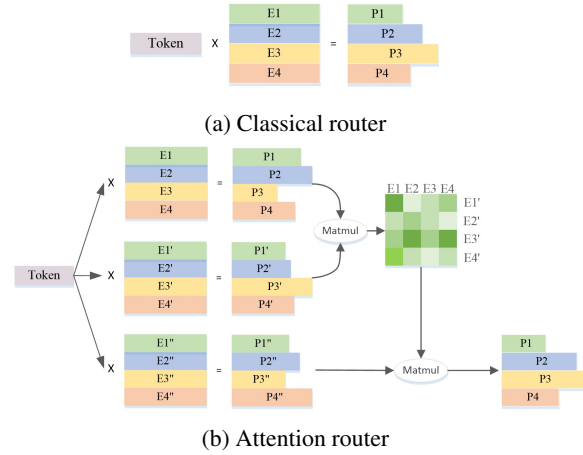 E1
P1
Token X E2 = P2
E3
P3
E4
P4
(a) Classical router
E1
P1
X E2 = P2
E3
P3
E4
P4
Matmul
E1 E2 E3 E4
E1'
E2'
E3'
E4'
Token
E1'
P1'
X E2' = P2'
E3'
P3'
E4'
P4'
E1"
P1"
X E2" = P2"
E3"
P3"
E4"
P4"
Matmul
P1
P2
P3
P4
(b) Attention router